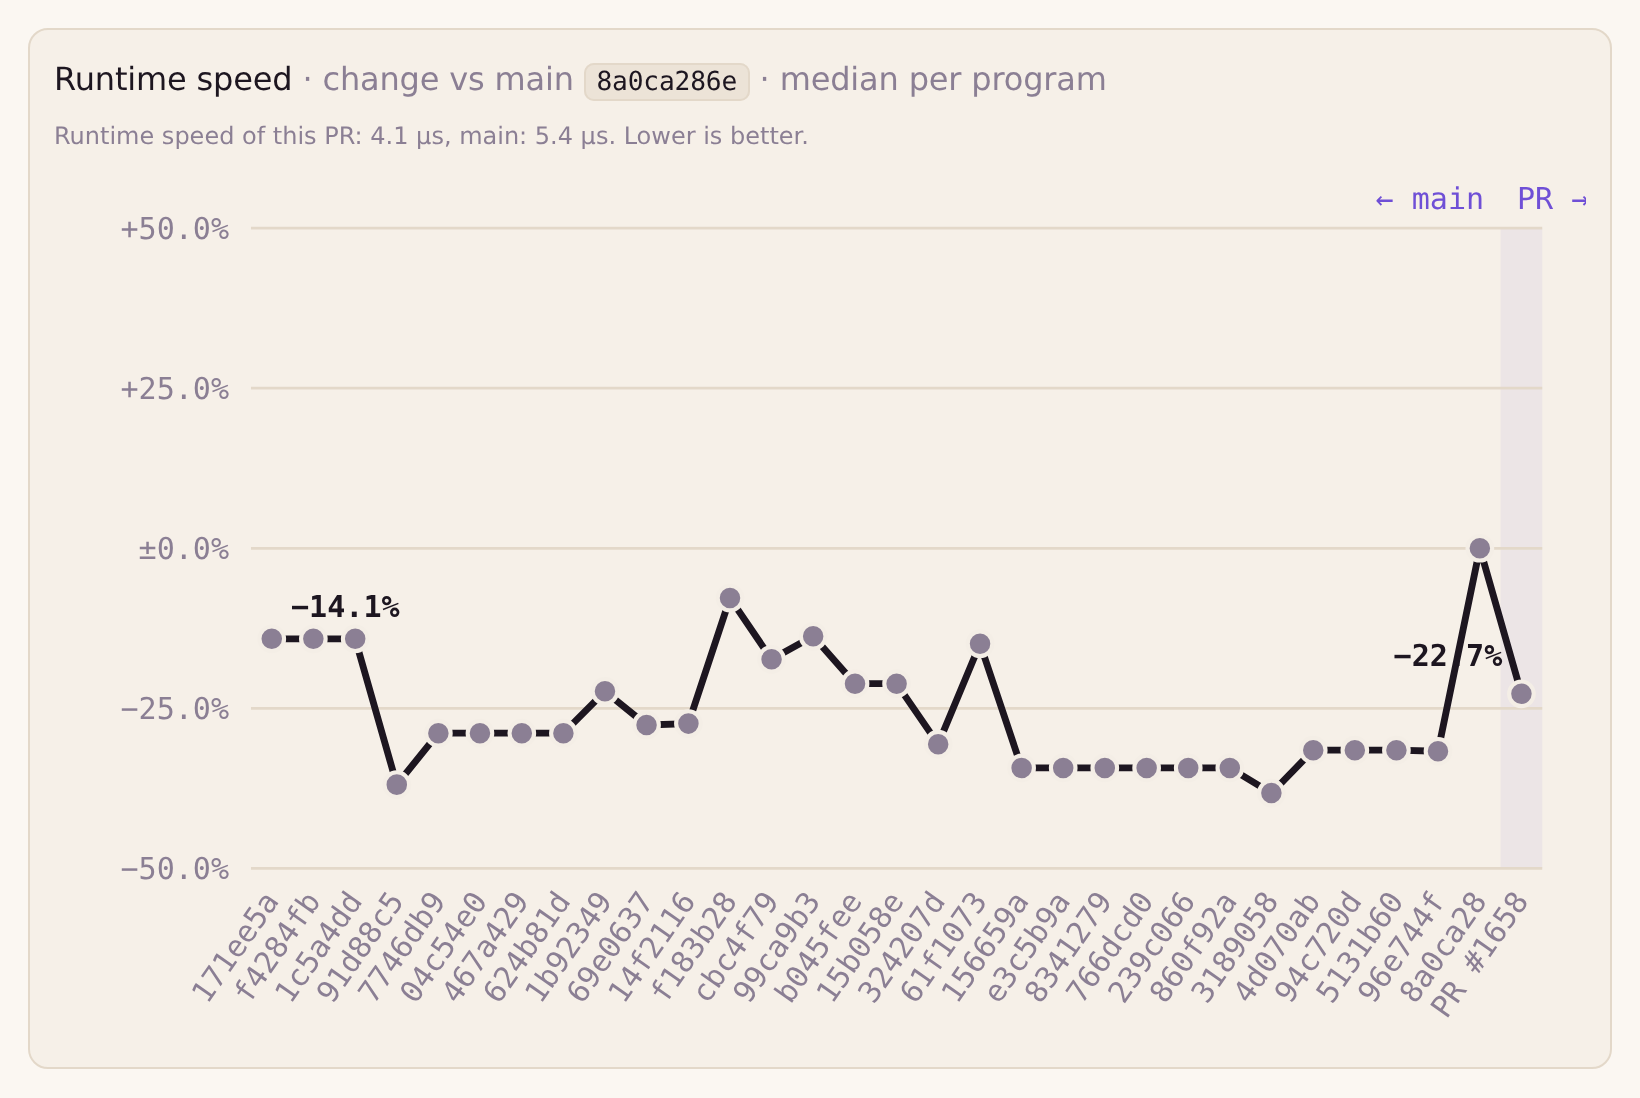 Runtime speed · change vs main 8a0ca286e · median per program
Runtime speed of this PR: 4.1 µs, main: 5.4 µs. Lower is better.
← main PR →
+50.0%
+25.0%
±0.0%
−25.0%
−50.0%
−14.1%
−22.7%
171ee5a
f4284fb
1c5a4dd
91d88c5
7746db9
04c54e0
467a429
624b81d
1b92349
69e0637
14f2116
f183b28
cbc4f79
99ca9b3
b045fee
15b058e
324207d
61f1073
156659a
e3c5b9a
8341279
766dcd0
239c066
860f92a
3189058
4d070ab
94c720d
5131b60
96e744f
8a0ca28
PR #1658